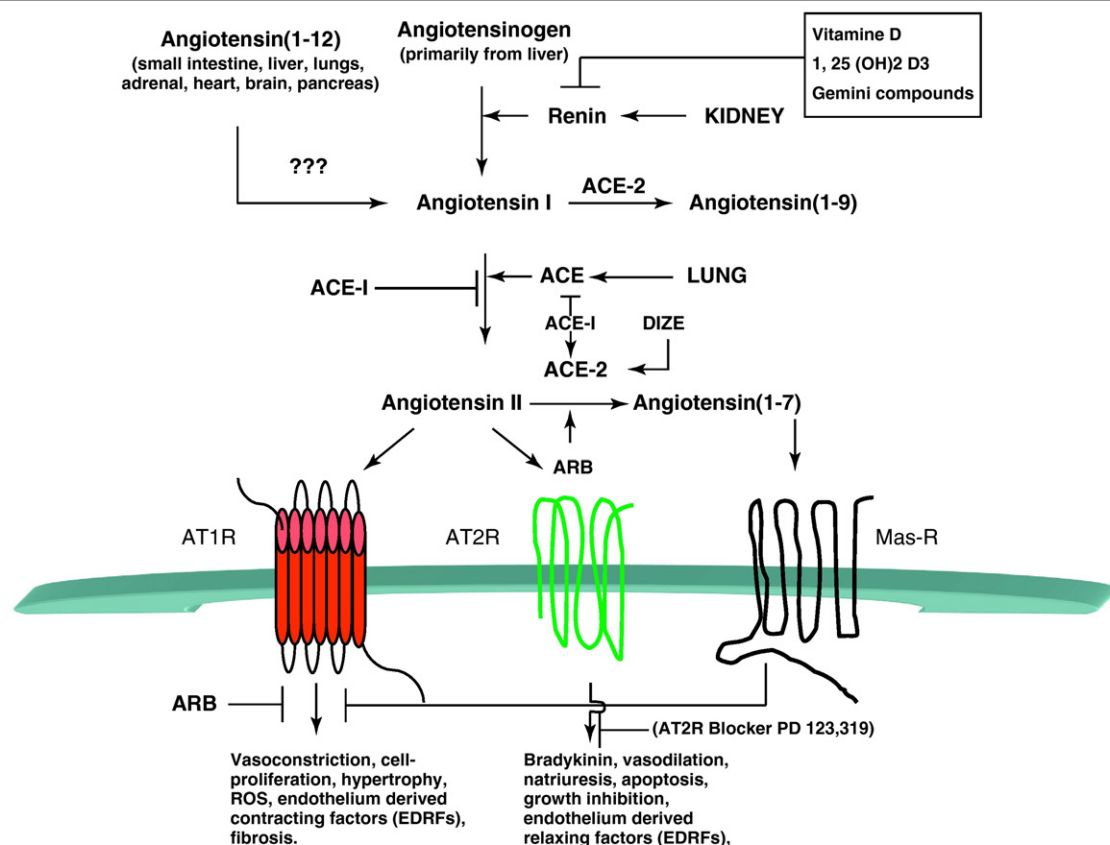 Angiotensin(1-12)
(small intestine, liver, lungs,
adrenal, heart, brain, pancreas)
Angiotensinogen
(primarily from liver)
Vitamine D
1, 25 (OH)2 D3
Gemini compounds
Renin
KIDNEY
???
Angiotensin I
ACE-2
Angiotensin(1-9)
ACE-I
ACE
LUNG
ACE-I
DIZE
ACE-2
Angiotensin II
Angiotensin(1-7)
ARB
AT1R
AT2R
Mas-R
ARB
(AT2R Blocker PD 123,319)
Vasoconstriction, cell-
proliferation, hypertrophy,
ROS, endothelium derived
contracting factors (EDRFs),
fibrosis.
Bradykinin, vasodilation,
natriuresis, apoptosis,
growth inhibition,
endothelium derived
relaxing factors (EDRFs),